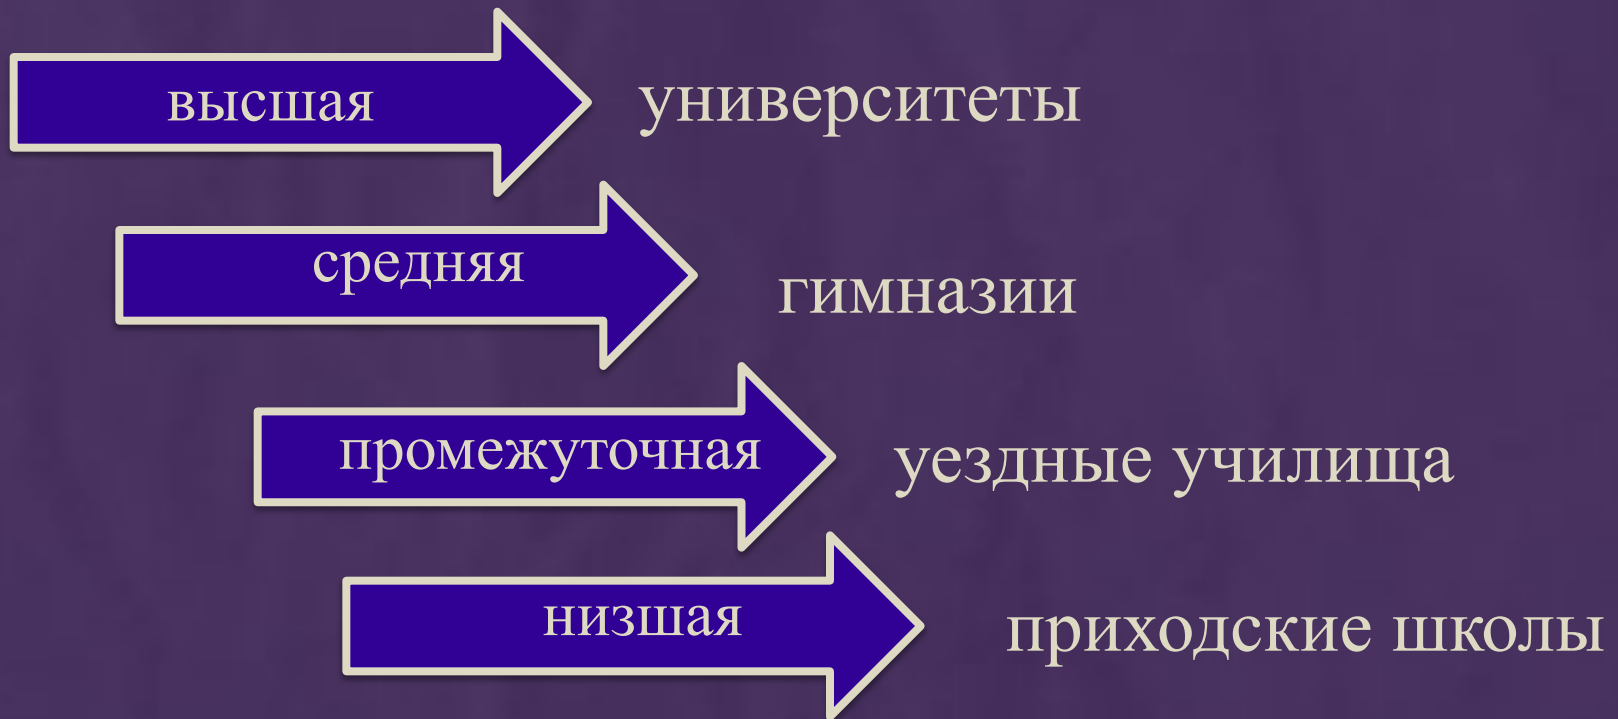 высшая университеты
средняя гимназии
промежуточная уездные училища
низшая приходские школы